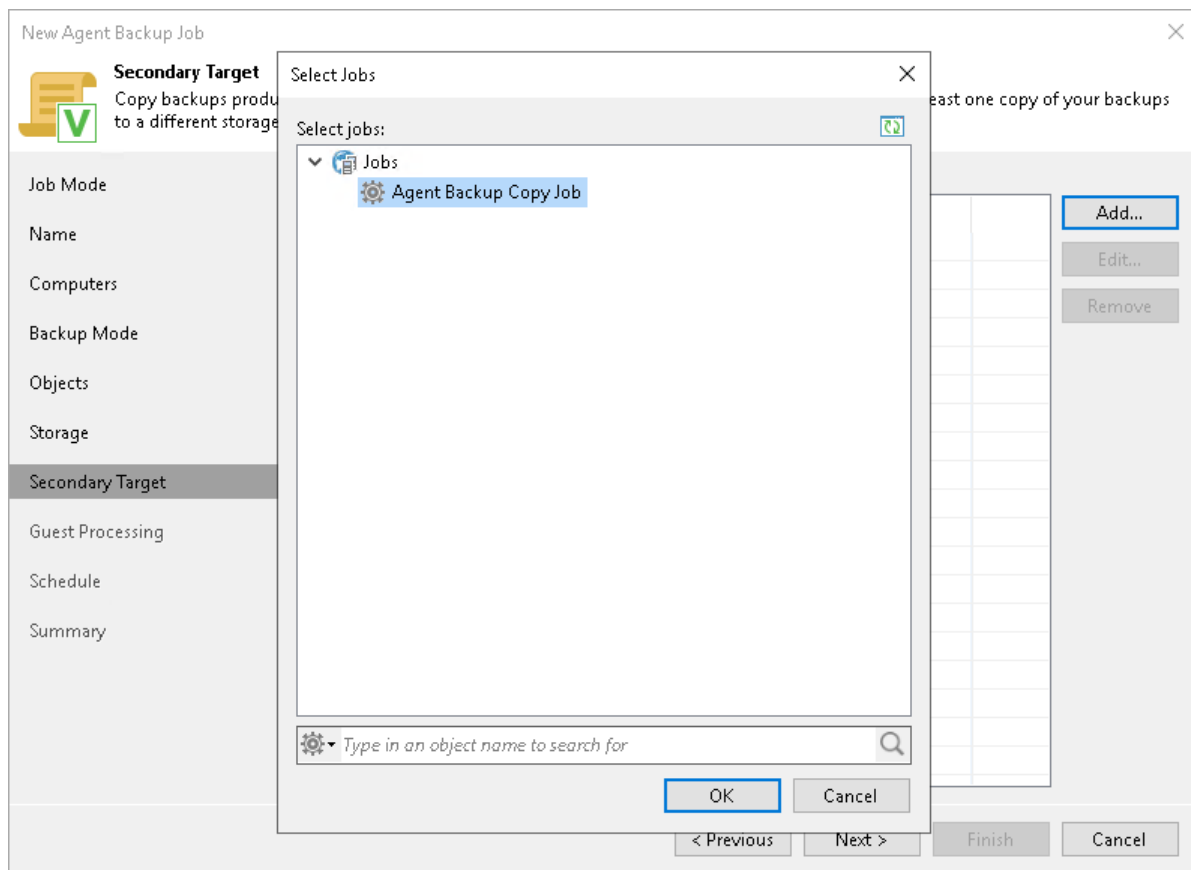 New Agent Backup Job
Secondary Target
Copy backups produ
east one copy of your backups
to a different storage
Select Jobs
Select jobs:
Jobs
Agent Backup Copy Job
Job Mode
Name
Computers
Backup Mode
Objects
Storage
Secondary Target
Guest Processing
Schedule
Summary
Add...
Edit...
Remove
Type in an object name to search for
OK
Cancel
< Previous
Next >
Finish
Cancel